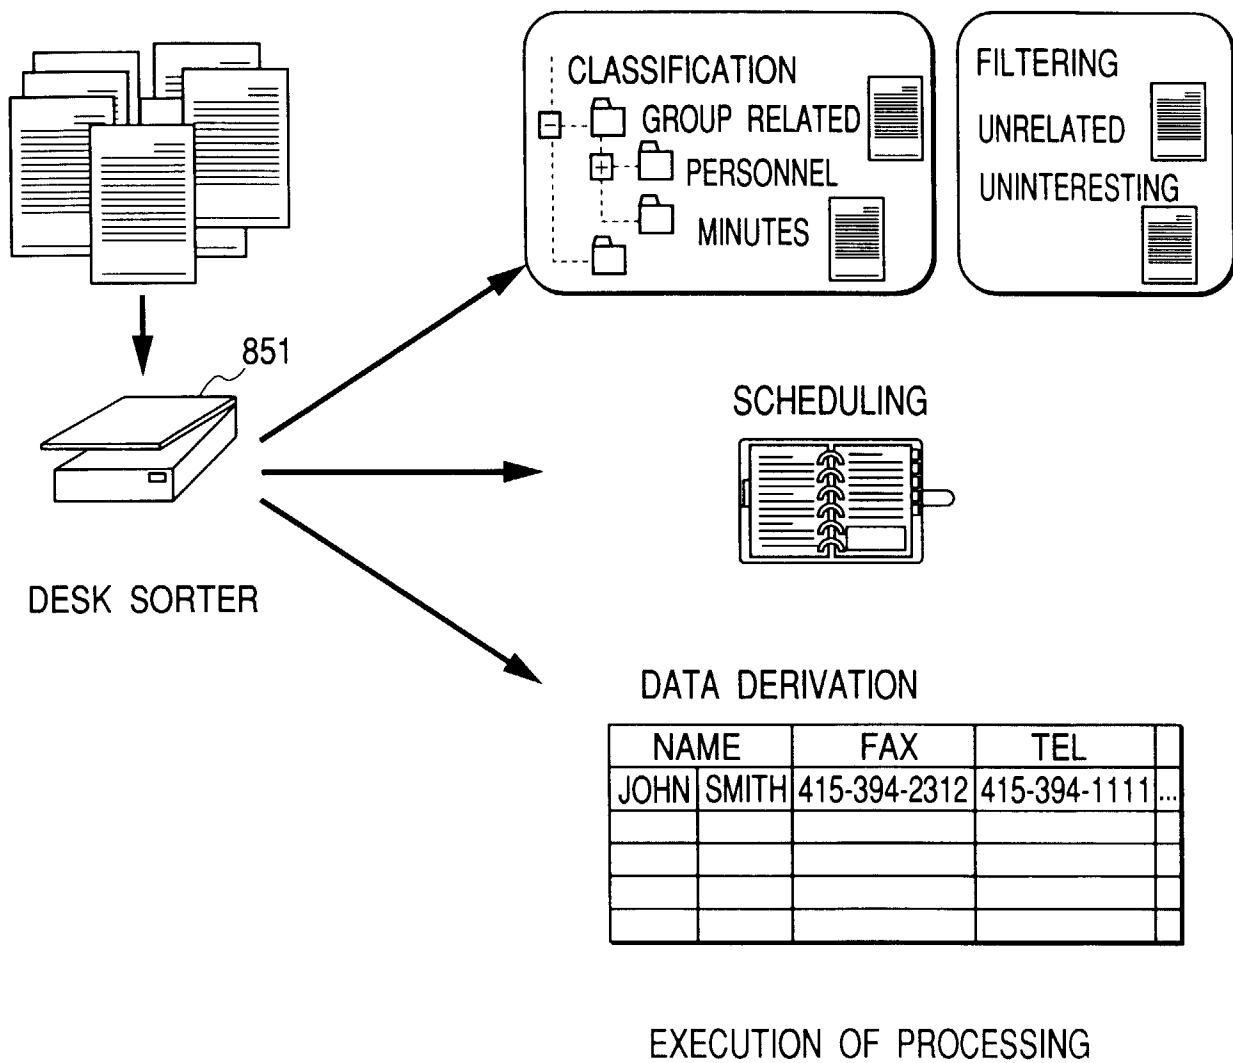 CLASSIFICATION
GROUP RELATED
PERSONNEL
MINUTES
FILTERING
UNRELATED
UNINTERESTING
851
DESK SORTER
SCHEDULING
DATA DERIVATION
NAME FAX TEL
JOHN SMITH 415-394-2312 415-394-1111 ...
EXECUTION OF PROCESSING